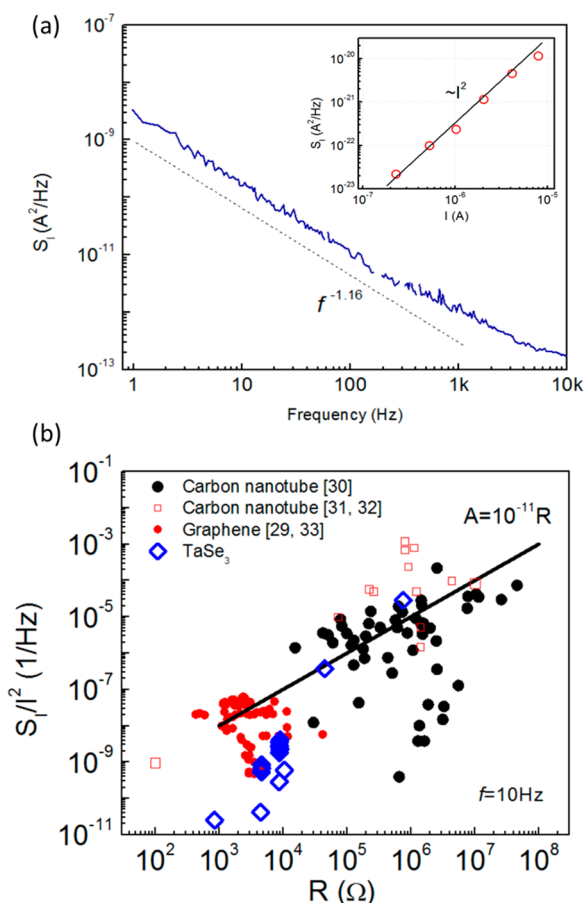 (a)
10⁻⁷
10⁻⁹
10⁻¹¹
10⁻¹³
S_I(A²/Hz)
1 10 100 1k 10k
Frequency (Hz)
f ⁻¹·¹⁶
10⁻²⁰
10⁻²¹
10⁻²²
10⁻²³
S_I (A²/Hz)
~I²
10⁻⁷ 10⁻⁶ 10⁻⁵
I (A)
(b)
10⁻¹
10⁻³
10⁻⁵
10⁻⁷
10⁻⁹
10⁻¹¹
S_I/I² (1/Hz)
Carbon nanotube [30]
Carbon nanotube [31, 32]
Graphene [29, 33]
TaSe₃
A=10⁻¹¹R
f=10Hz
10² 10³ 10⁴ 10⁵ 10⁶ 10⁷ 10⁸
R (Ω)